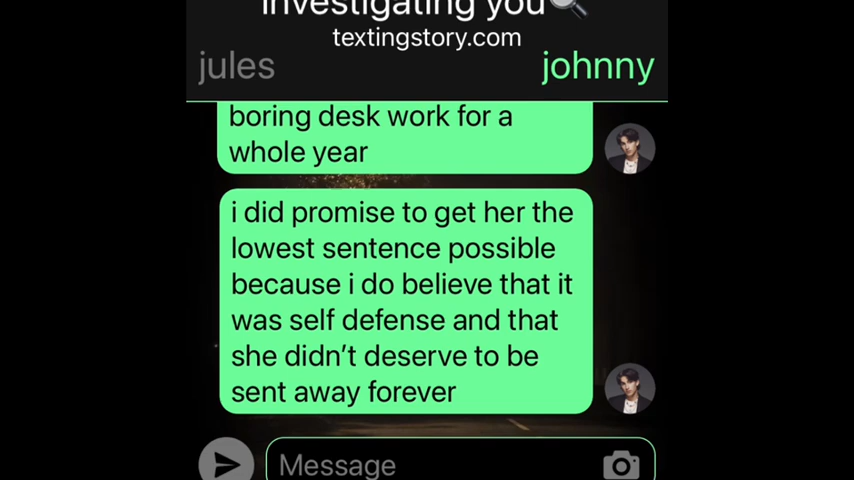 investigating you🔍
textingstory.com
jules
johnny
boring desk work for a
whole year
i did promise to get her the
lowest sentence possible
because i do believe that it
was self defense and that
she didn't deserve to be
sent away forever
Message